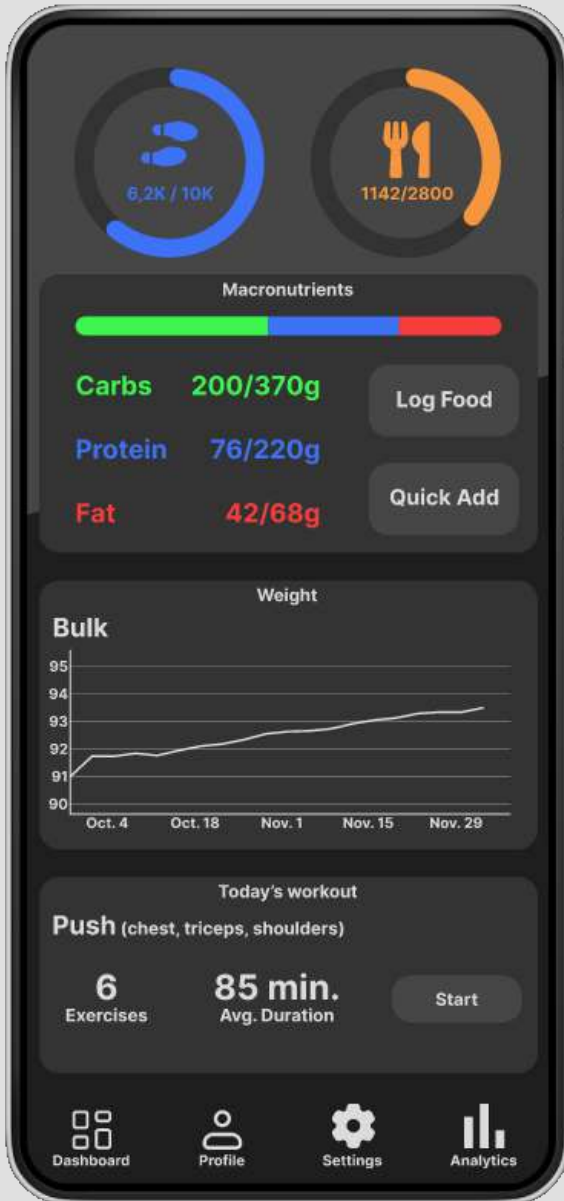 6,2K / 10K
1142/2800
Macronutrients
Carbs 200/370g
Log Food
Protein 76/220g
Quick Add
Fat 42/68g
Weight
Bulk
95
94
93
92
91
90
Oct. 4 Oct. 18 Nov. 1 Nov. 15 Nov. 29
Today's workout
Push (chest, triceps, shoulders)
6 85 min.
Exercises Avg. Duration
Start
Dashboard Profile Settings Analytics